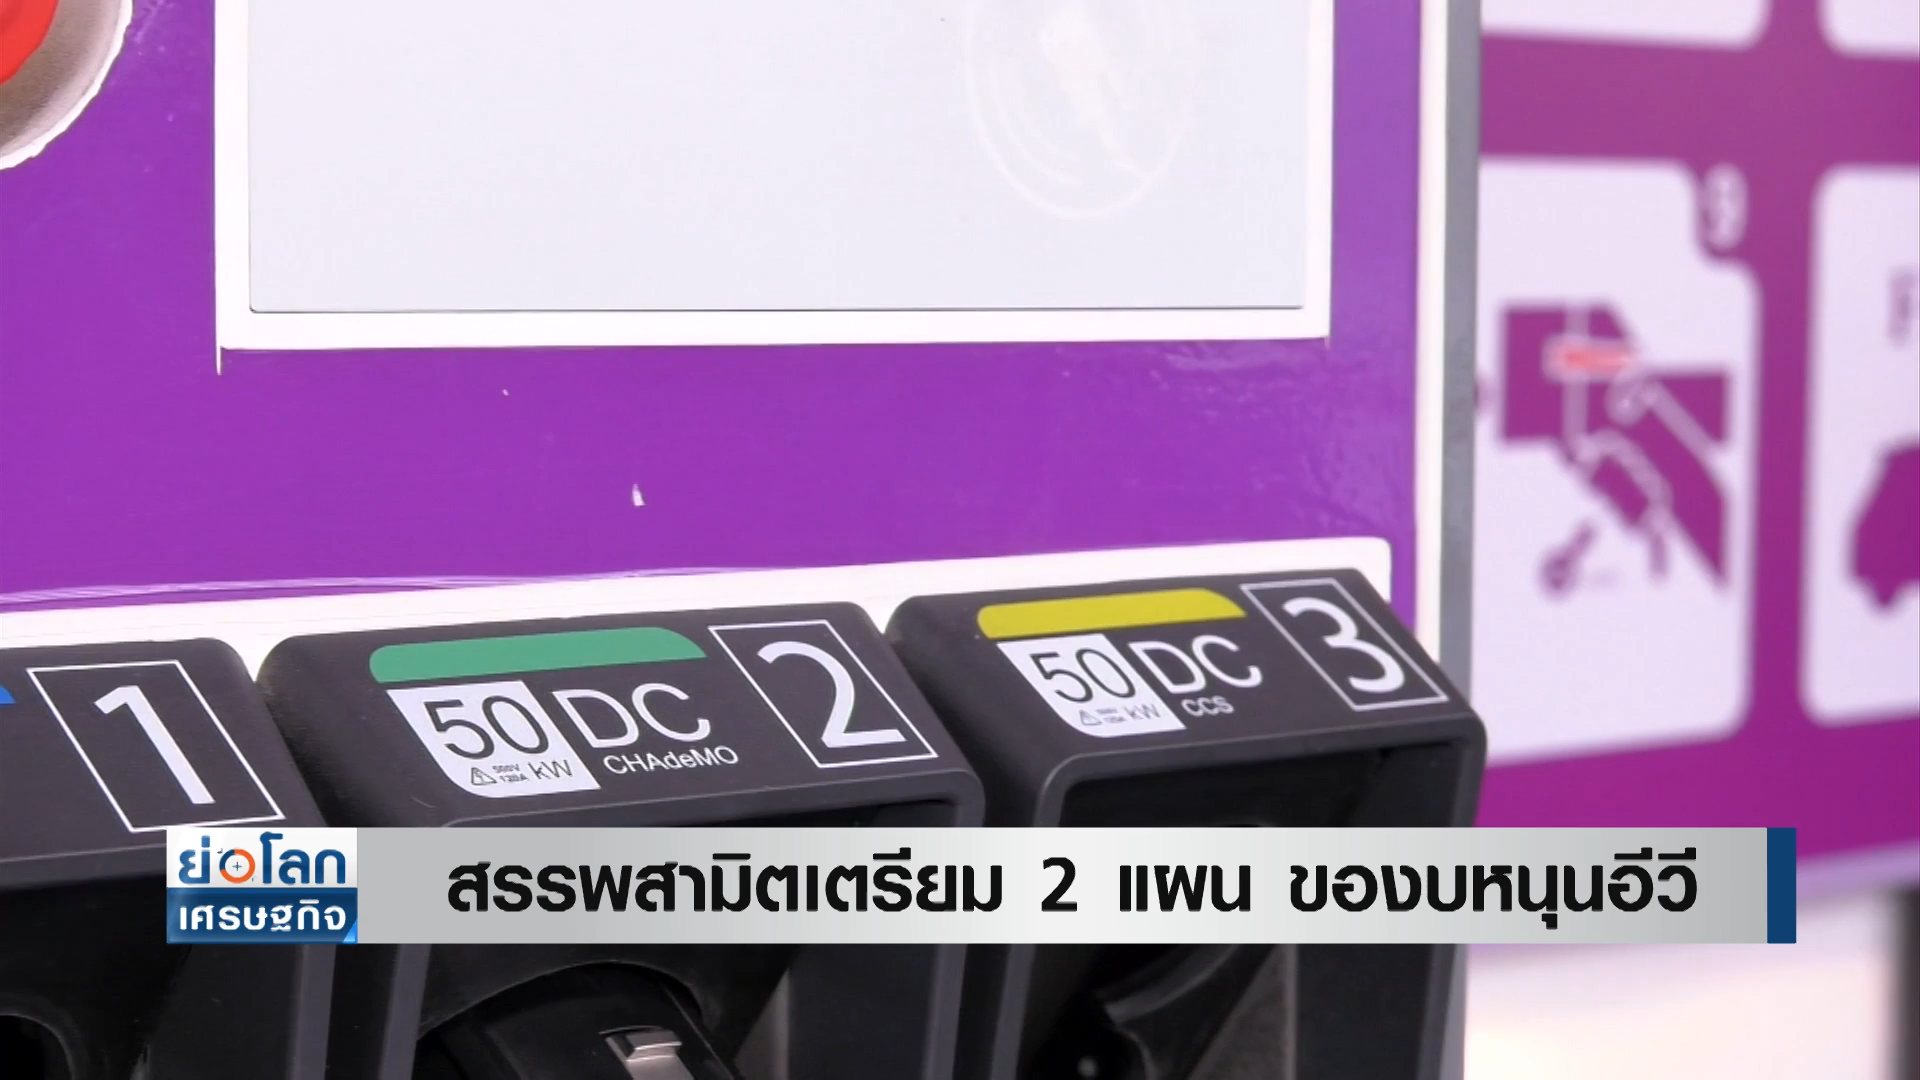 1
50
500V
120A kW
DC
CHAdeMO
2
50
kW
DC
CCS
3
ย่อโลก
เศรษฐกิจ
สรรพสามิตเตรียม 2 แผน ของบหนุนอีวี